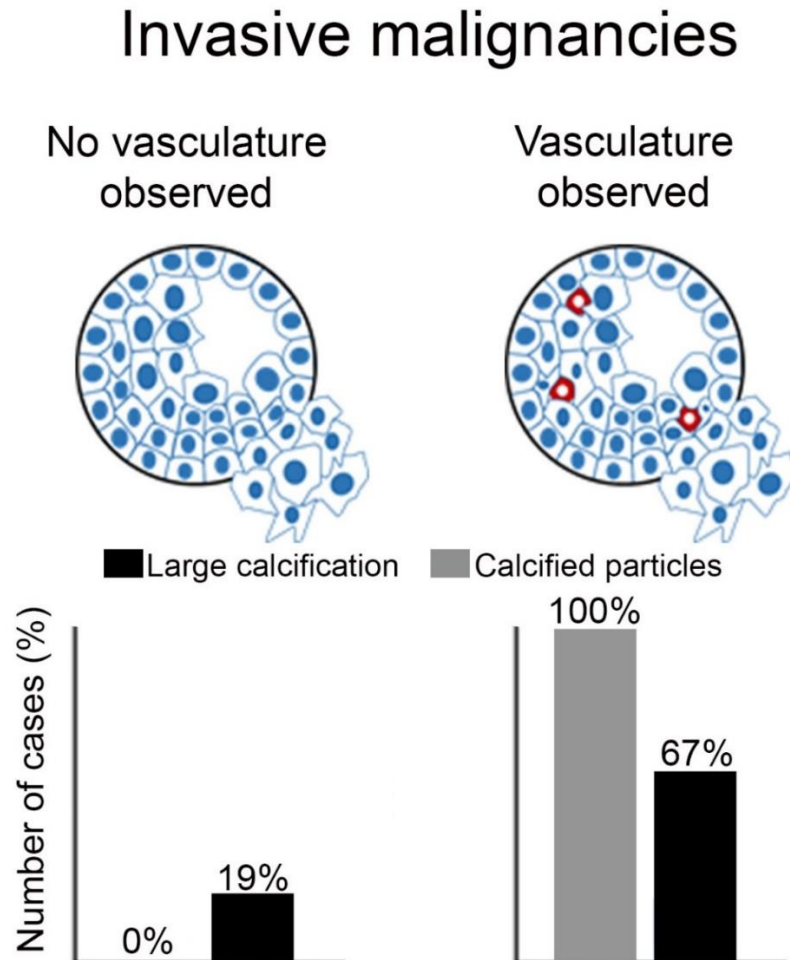 Invasive malignancies
No vasculature
observed
Vasculature
observed
Large calcification
Calcified particles
Number of cases (%)
0%
19%
100%
67%